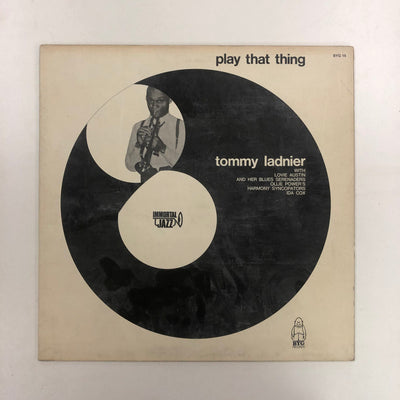 play that thing
BYG 14
tommy ladnier
WITH
LOVIE AUSTIN
AND HER BLUES SERENADERS
OLLIE POWER'S
HARMONY SYNCOPATORS
IDA COX
IMMORTAL
JAZZ
BYG